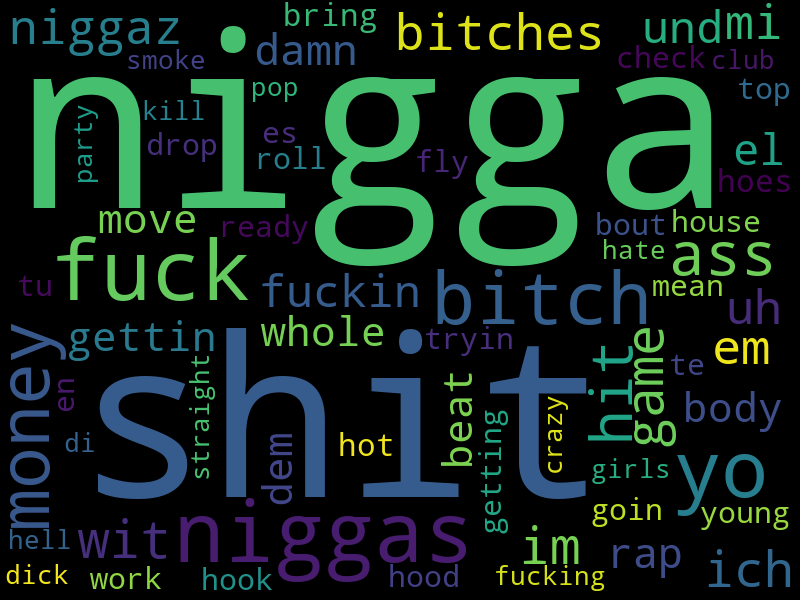 bring
niggaz
bitches
und
mi
damn
smoke
check
club
nigga
pop
top
kill
party
drop
es
roll
fly
el
hoes
move
ready
bout
house
fuck
hate
ass
tu
fuckin
bitch
mean
uh
gettin
whole
tryin
em
money
shit
hit
game
te
en
straight
beat
crazy
body
di
dem
hot
getting
girls
yo
niggas
goin
young
hell
wit
im
rap
ich
dick
work
hook
hood
fucking